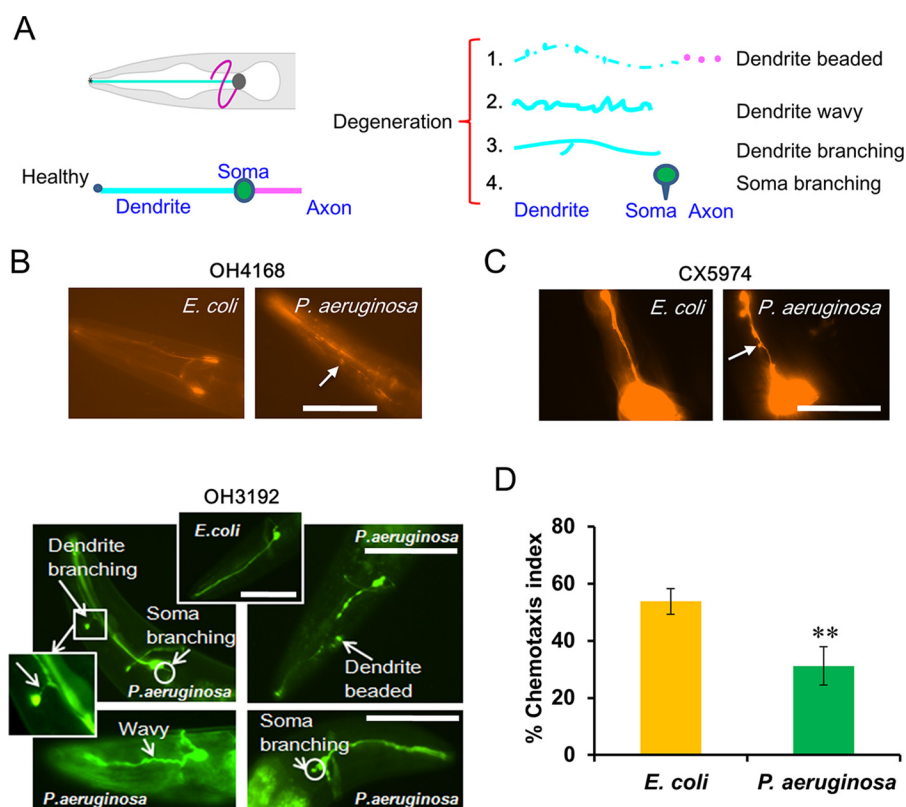 A
Healthy
Soma
Dendrite
Axon
Degeneration
1.
Dendrite beaded
2.
Dendrite wavy
3.
Dendrite branching
4.
Soma branching
Dendrite
Soma
Axon
B
OH4168
E. coli
P. aeruginosa
C
CX5974
E. coli
P. aeruginosa
OH3192
Dendrite
branching
Soma
branching
P.aeruginosa
E.coli
P.aeruginosa
Dendrite
beaded
Wavy
P.aeruginosa
Soma
branching
P.aeruginosa
D
% Chemotaxis index
80
60
40
20
0
**
E. coli
P. aeruginosa